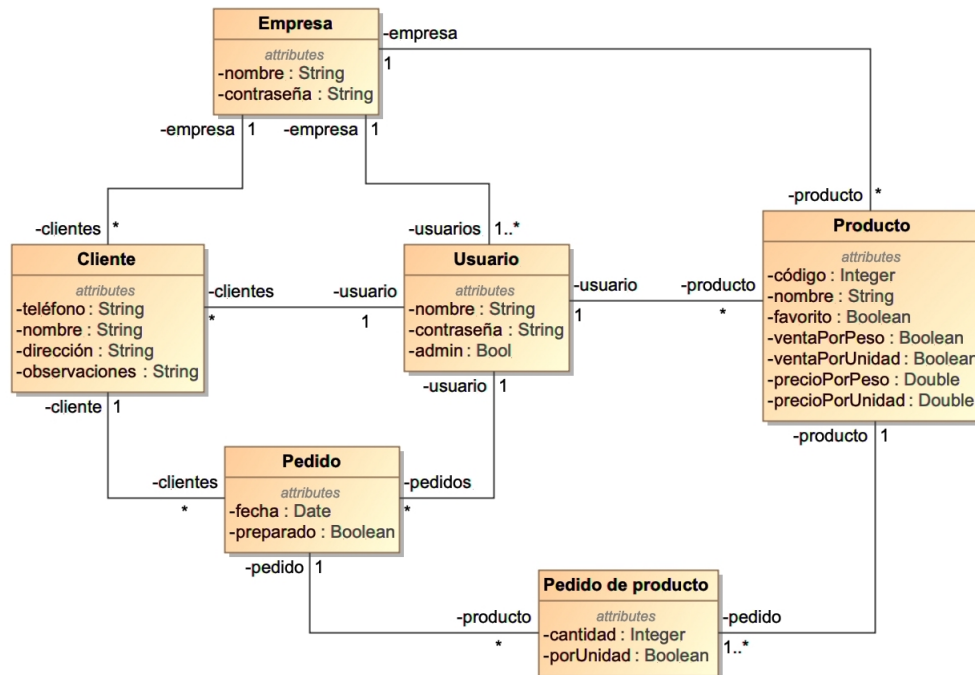 Empresa
attributes
-nombre : String
-contraseña : String
-empresa
1
-empresa 1
-empresa 1
-clientes *
-usuarios
1..*
-producto *
Cliente
attributes
-teléfono : String
-nombre : String
-dirección : String
-observaciones : String
-clientes
*
-usuario
1
Usuario
attributes
-nombre : String
-contraseña : String
-admin : Bool
-usuario
1
-producto
*
Producto
attributes
-código : Integer
-nombre : String
-favorito : Boolean
-ventaPorPeso : Boolean
-ventaPorUnidad : Boolean
-precioPorPeso : Double
-precioPorUnidad : Double
-cliente 1
-usuario 1
-producto 1
-clientes
*
Pedido
attributes
-fecha : Date
-preparado : Boolean
-pedidos
*
-pedido 1
-producto
*
Pedido de producto
attributes
-cantidad : Integer
-porUnidad : Boolean
-pedido
1..*